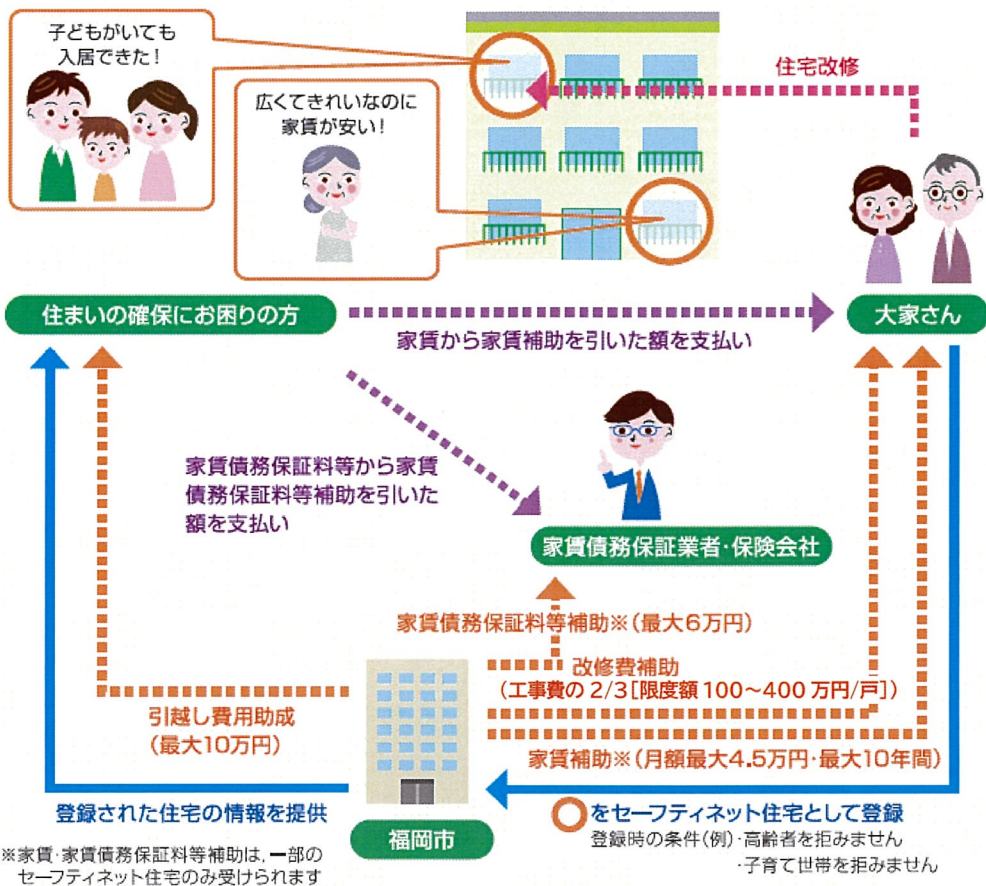 子どもがいても
入居できた!
広くてきれいなのに
家賃が安い!
住宅改修
住まいの確保にお困りの方
大家さん
家賃から家賃補助を引いた額を支払い
家賃債務保証料等から家賃
債務保証料等補助を引いた
額を支払い
家賃債務保証業者・保険会社
家賃債務保証料等補助※(最大6万円)
改修費補助
(工事費の 2/3[限度額 100〜400 万円/戸])
引越し費用助成
(最大10万円)
家賃補助※(月額最大4.5万円・最大10年間)
登録された住宅の情報を提供
福岡市
をセーフティネット住宅として登録
登録時の条件(例)・高齢者を拒みません
・子育て世帯を拒みません
※家賃・家賃債務保証料等補助は、一部の
セーフティネット住宅のみ受けられます